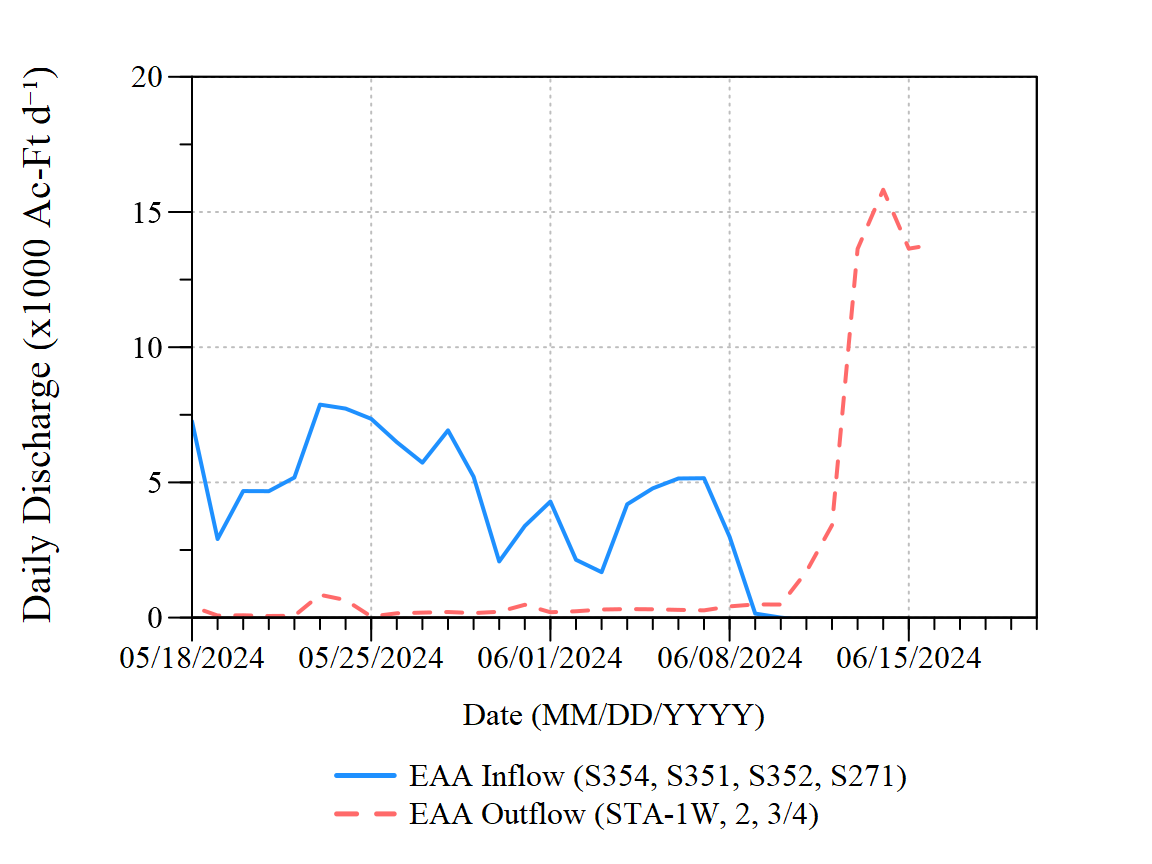 Daily Discharge (x1000 Ac-Ft d⁻¹)
20
15
10
5
0
05/18/2024 05/25/2024 06/01/2024 06/08/2024 06/15/2024
Date (MM/DD/YYYY)
EAA Inflow (S354, S351, S352, S271)
EAA Outflow (STA-1W, 2, 3/4)